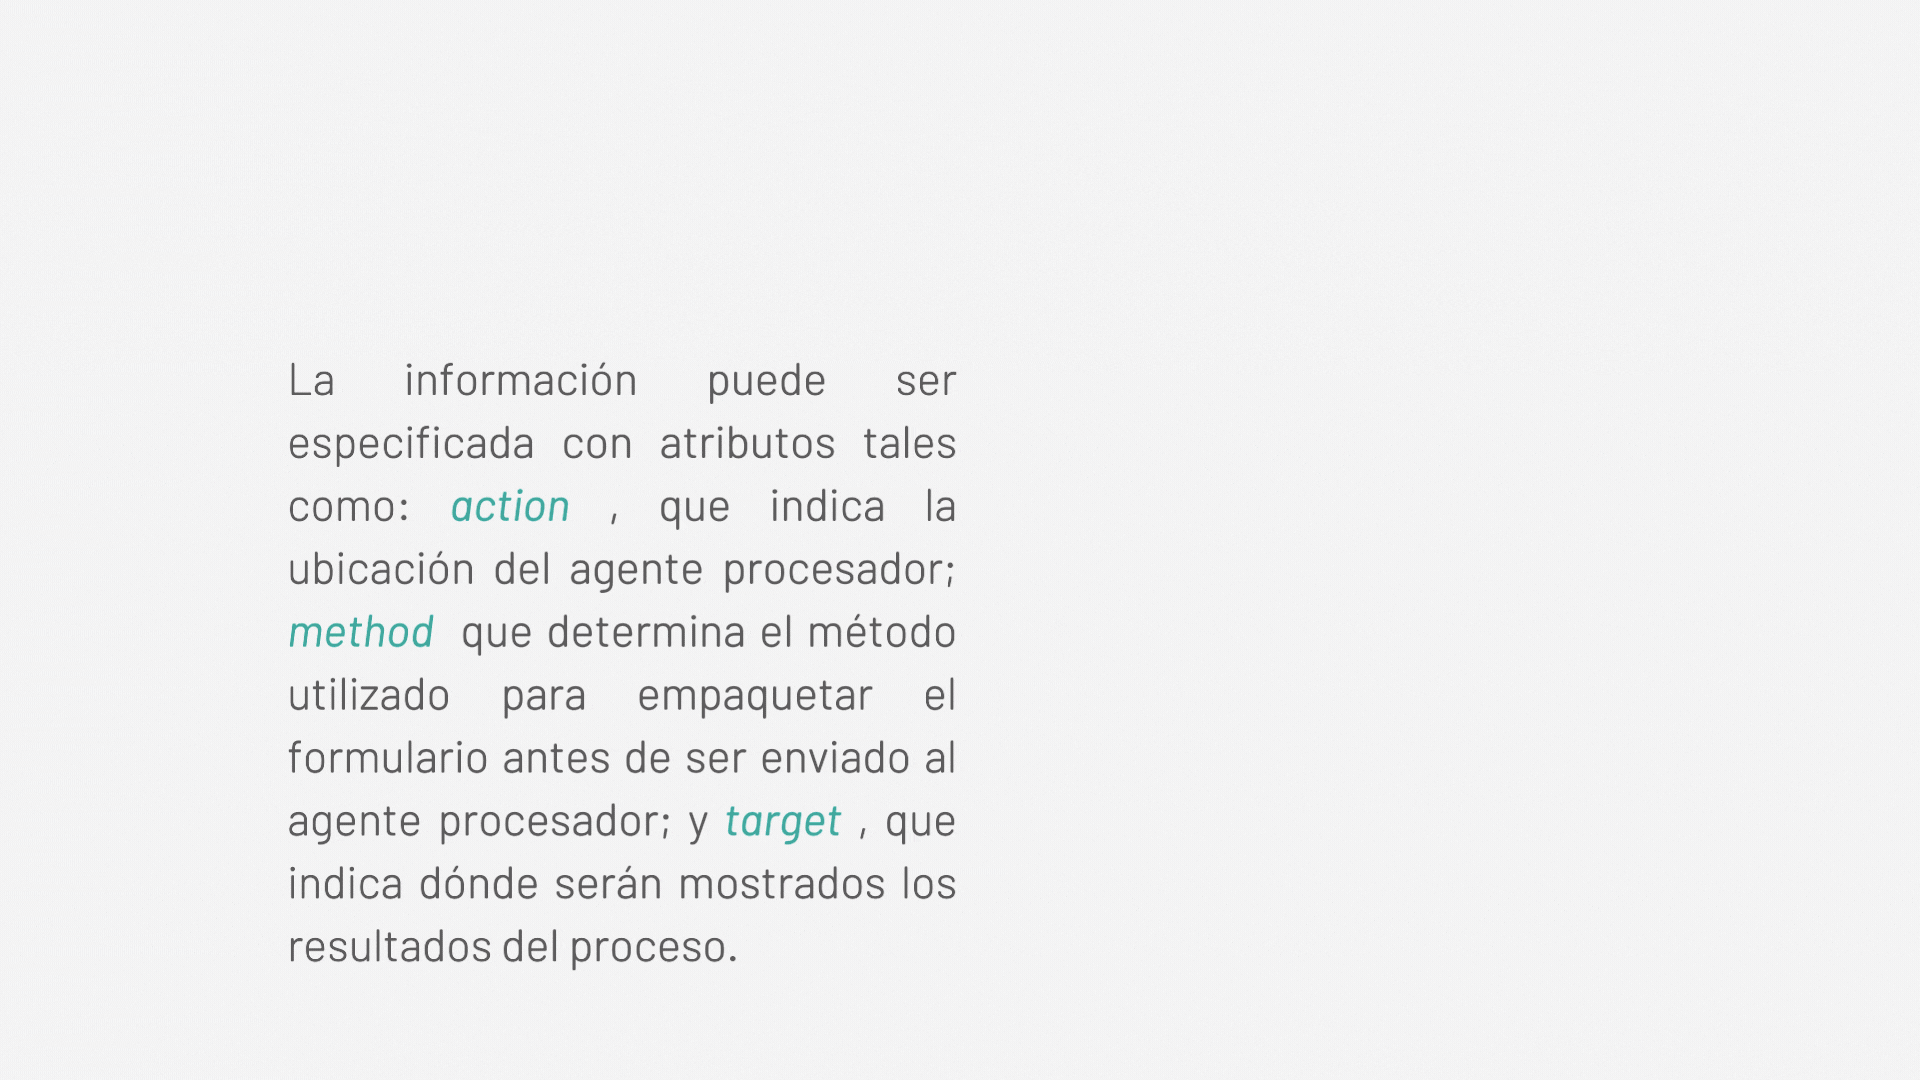 La información puede ser
especificada con atributos tales
como: action , que indica la
ubicación del agente procesador;
method que determina el método
utilizado para empaquetar el
formulario antes de ser enviado al
agente procesador; y target , que
indica dónde serán mostrados los
resultados del proceso.